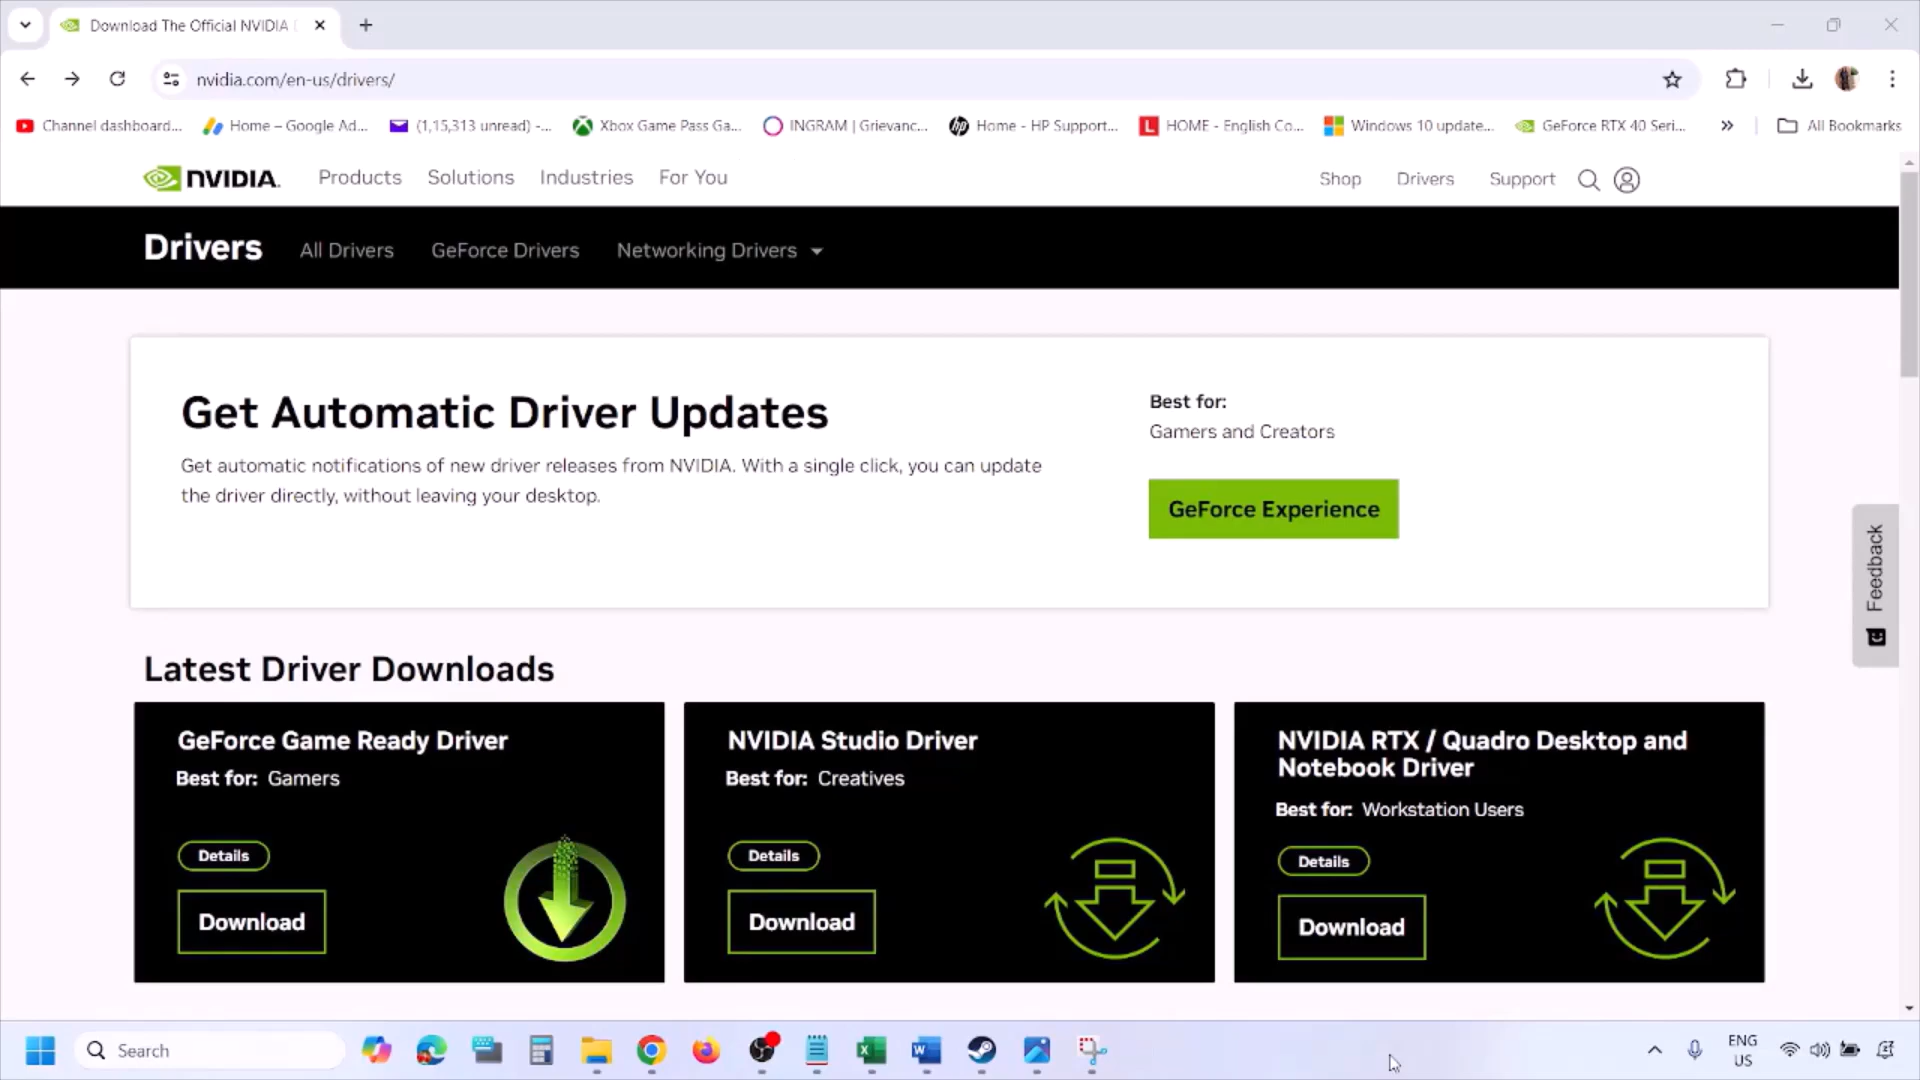 Download The Official NVIDIA
nvidia.com/en-us/drivers/
Channel dashboard...
Home – Google Ad...
(1,15,313 unread) -...
Xbox Game Pass Ga...
INGRAM | Grievanc...
Home - HP Support...
HOME - English Co...
Windows 10 update...
GeForce RTX 40 Seri...
All Bookmarks
NVIDIA.
Products
Solutions
Industries
For You
Shop
Drivers
Support
Drivers
All Drivers
GeForce Drivers
Networking Drivers
Get Automatic Driver Updates
Get automatic notifications of new driver releases from NVIDIA. With a single click, you can update
the driver directly, without leaving your desktop.
Best for:
Gamers and Creators
GeForce Experience
Feedback
Latest Driver Downloads
GeForce Game Ready Driver
Best for: Gamers
Details
Download
NVIDIA Studio Driver
Best for: Creatives
Details
Download
NVIDIA RTX / Quadro Desktop and
Notebook Driver
Best for: Workstation Users
Details
Download
Search
ENG
US